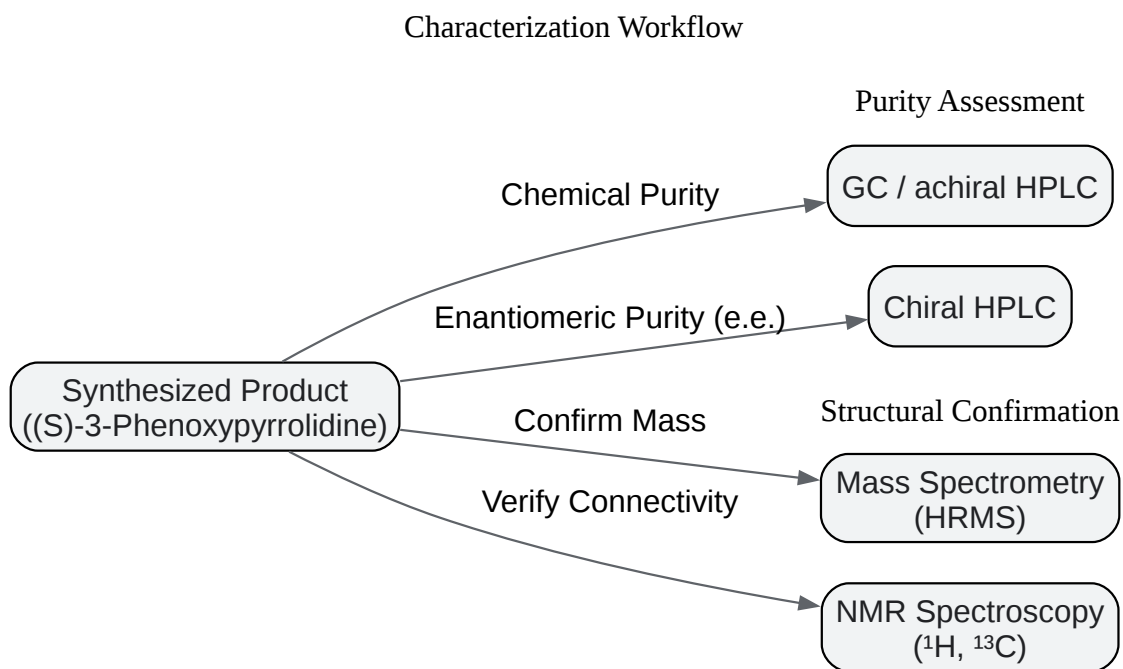 Characterization Workflow
Purity Assessment
GC / achiral HPLC
Chemical Purity
Chiral HPLC
Enantiomeric Purity (e.e.)
Synthesized Product
((S)-3-Phenoxypyrrolidine)
Structural Confirmation
Confirm Mass
Mass Spectrometry
(HRMS)
Verify Connectivity
NMR Spectroscopy
(¹H, ¹³C)